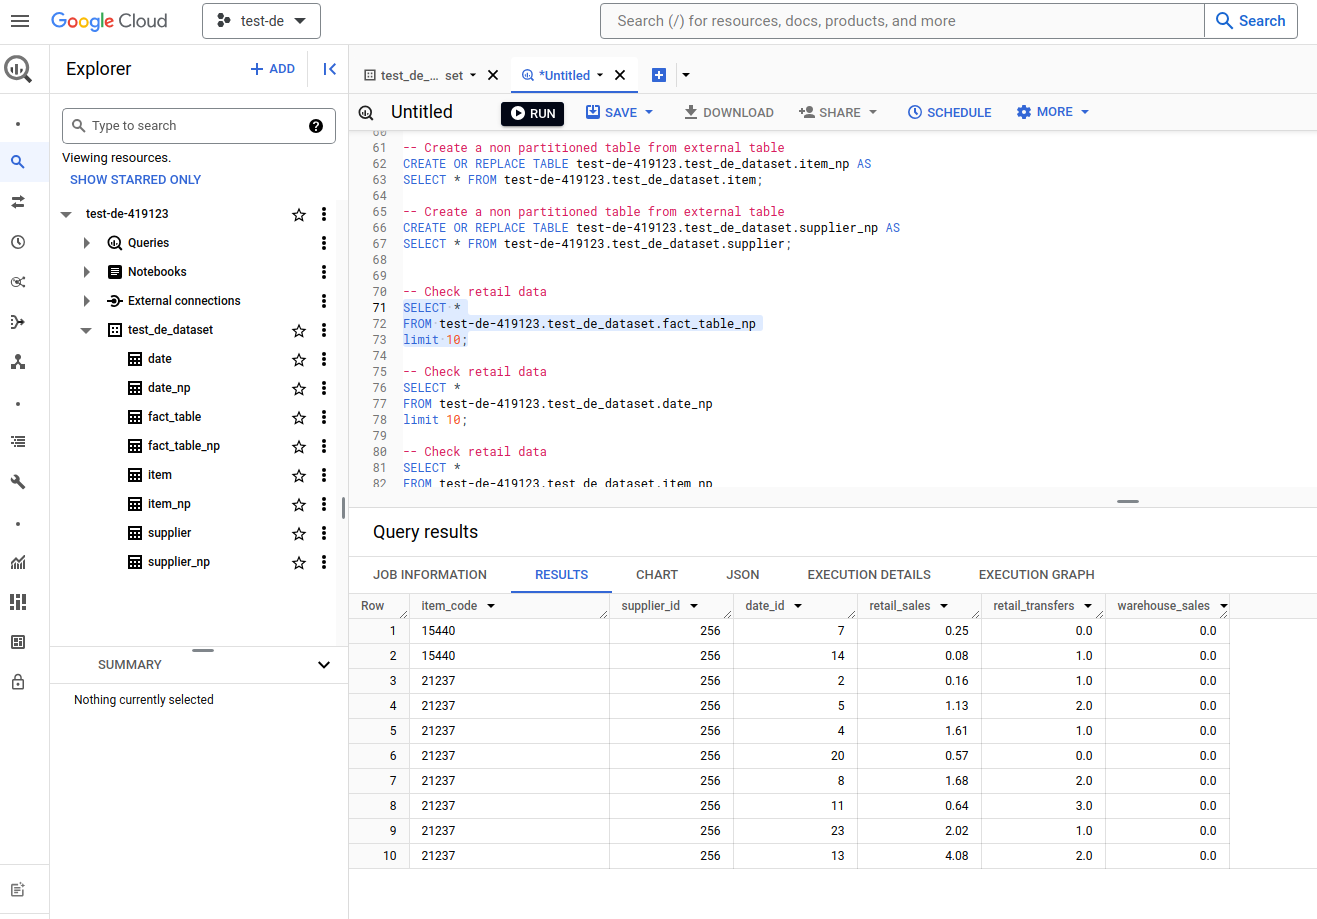 Google Cloud
test-de
Search (/) for resources, docs, products, and more
Search
Explorer
+ ADD
Type to search
Viewing resources.
SHOW STARRED ONLY
test-de-419123
Queries
Notebooks
External connections
test_de_dataset
date
date_np
fact_table
fact_table_np
item
item_np
supplier
supplier_np
SUMMARY
Nothing currently selected
test_de_... set
*Untitled
Untitled
RUN
SAVE
DOWNLOAD
SHARE
SCHEDULE
MORE
60
61 -- Create a non partitioned table from external table
62 CREATE OR REPLACE TABLE test-de-419123.test_de_dataset.item_np AS
63 SELECT * FROM test-de-419123.test_de_dataset.item;
64
65 -- Create a non partitioned table from external table
66 CREATE OR REPLACE TABLE test-de-419123.test_de_dataset.supplier_np AS
67 SELECT * FROM test-de-419123.test_de_dataset.supplier;
68
69
70 -- Check retail data
71 SELECT *
72 FROM test-de-419123.test_de_dataset.fact_table_np
73 limit 10;
74
75 -- Check retail data
76 SELECT *
77 FROM test-de-419123.test_de_dataset.date_np
78 limit 10;
79
80 -- Check retail data
81 SELECT *
82 FROM test-de-419123.test_de_dataset.item_np
Query results
JOB INFORMATION RESULTS CHART JSON EXECUTION DETAILS EXECUTION GRAPH
Row item_code supplier_id date_id retail_sales retail_transfers warehouse_sales
1 15440 256 7 0.25 0.0 0.0
2 15440 256 14 0.08 1.0 0.0
3 21237 256 2 0.16 1.0 0.0
4 21237 256 5 1.13 2.0 0.0
5 21237 256 4 1.61 1.0 0.0
6 21237 256 20 0.57 0.0 0.0
7 21237 256 8 1.68 2.0 0.0
8 21237 256 11 0.64 3.0 0.0
9 21237 256 23 2.02 1.0 0.0
10 21237 256 13 4.08 2.0 0.0